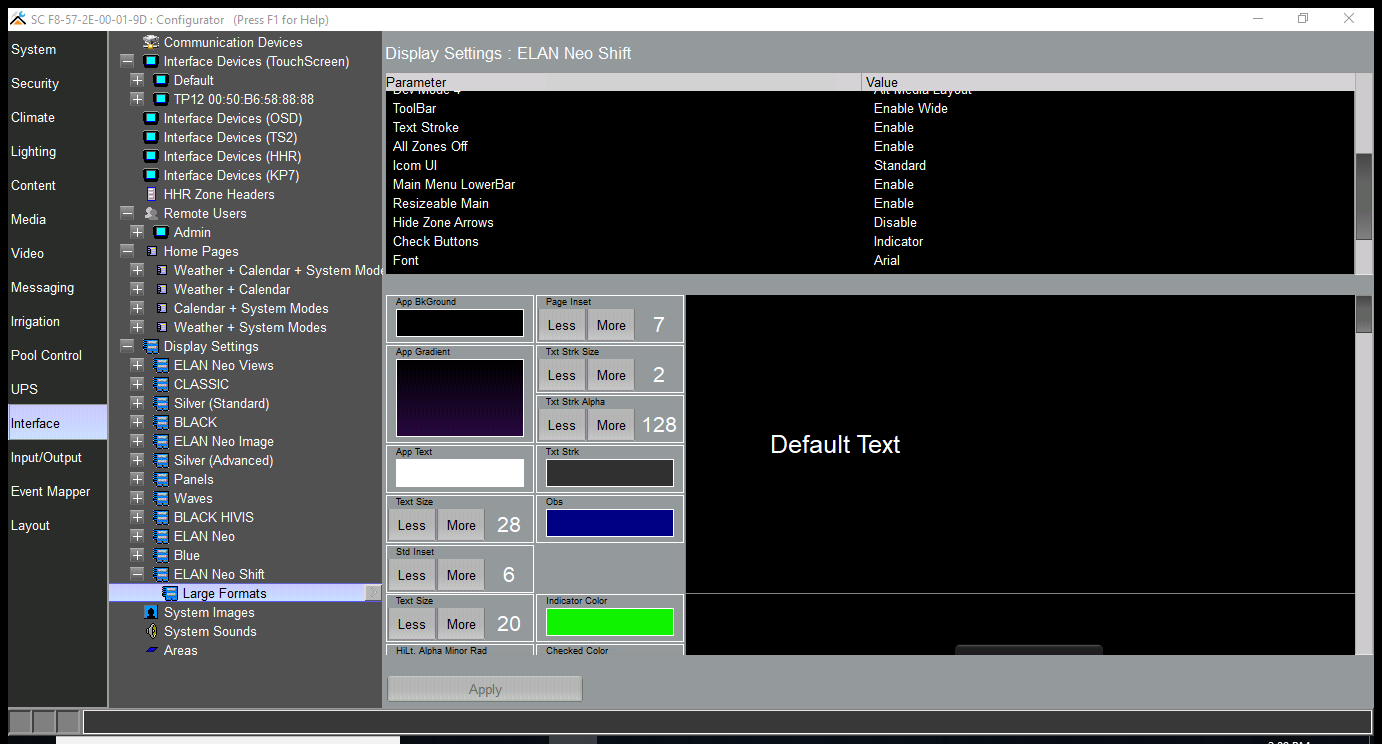 SC F8-57-2E-00-01-9D : Configurator (Press F1 for Help)
System
Security
Climate
Lighting
Content
Media
Video
Messaging
Irrigation
Pool Control
UPS
Interface
Input/Output
Event Mapper
Layout
Communication Devices
Interface Devices (TouchScreen)
Default
TP12 00:50:B6:58:88:88
Interface Devices (OSD)
Interface Devices (TS2)
Interface Devices (HHR)
Interface Devices (KP7)
HHR Zone Headers
Remote Users
Admin
Home Pages
Weather + Calendar + System Mode
Weather + Calendar
Calendar + System Modes
Weather + System Modes
Display Settings
ELAN Neo Views
CLASSIC
Silver (Standard)
BLACK
ELAN Neo Image
Silver (Advanced)
Panels
Waves
BLACK HIVIS
ELAN Neo
Blue
ELAN Neo Shift
Large Formats
System Images
System Sounds
Areas
Display Settings : ELAN Neo Shift
Parameter Value
Dev Mode 4 Alt Media Layout
ToolBar Enable Wide
Text Stroke Enable
All Zones Off Enable
Icom UI Standard
Main Menu LowerBar Enable
Resizeable Main Enable
Hide Zone Arrows Disable
Check Buttons Indicator
Font Arial
App BkGround Page Inset
Less More 7
App Gradient Txt Strk Size
Less More 2
Txt Strk Alpha
Less More 128
App Text Txt Strk
Text Size Obs
Less More 28
Std Inset
Less More 6
Text Size Indicator Color
Less More 20
HiLt. Alpha Minor Rad Checked Color
Default Text
Apply